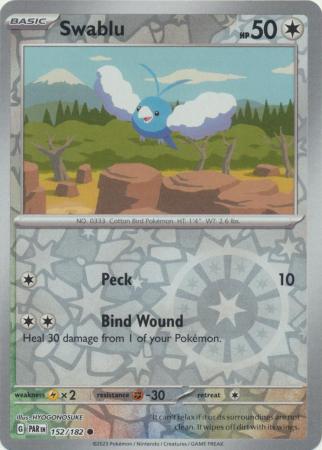 BASIC
Swablu
HP 50
NO. 0333 Cotton Bird Pokémon HT: 1'4" WT: 2.6 lbs.
Peck 10
Bind Wound
Heal 30 damage from 1 of your Pokémon.
weakness ×2 resistance -30 retreat
Illus. HYOGONOSUKE
G PAR EN 152/182
It can't relax if it or its surroundings are not
clean. It wipes off dirt with its wings.
©2023 Pokémon / Nintendo / Creatures / GAME FREAK